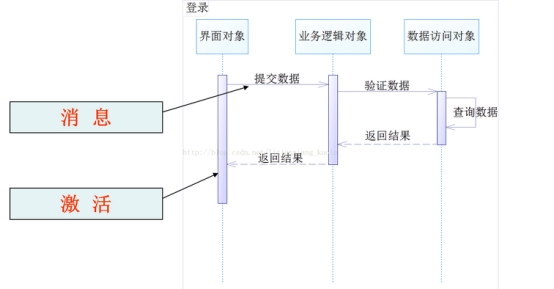 登录
界面对象
业务逻辑对象
数据访问对象
提交数据
验证数据
消 息
查询数据
返回结果
返回结果
激 活